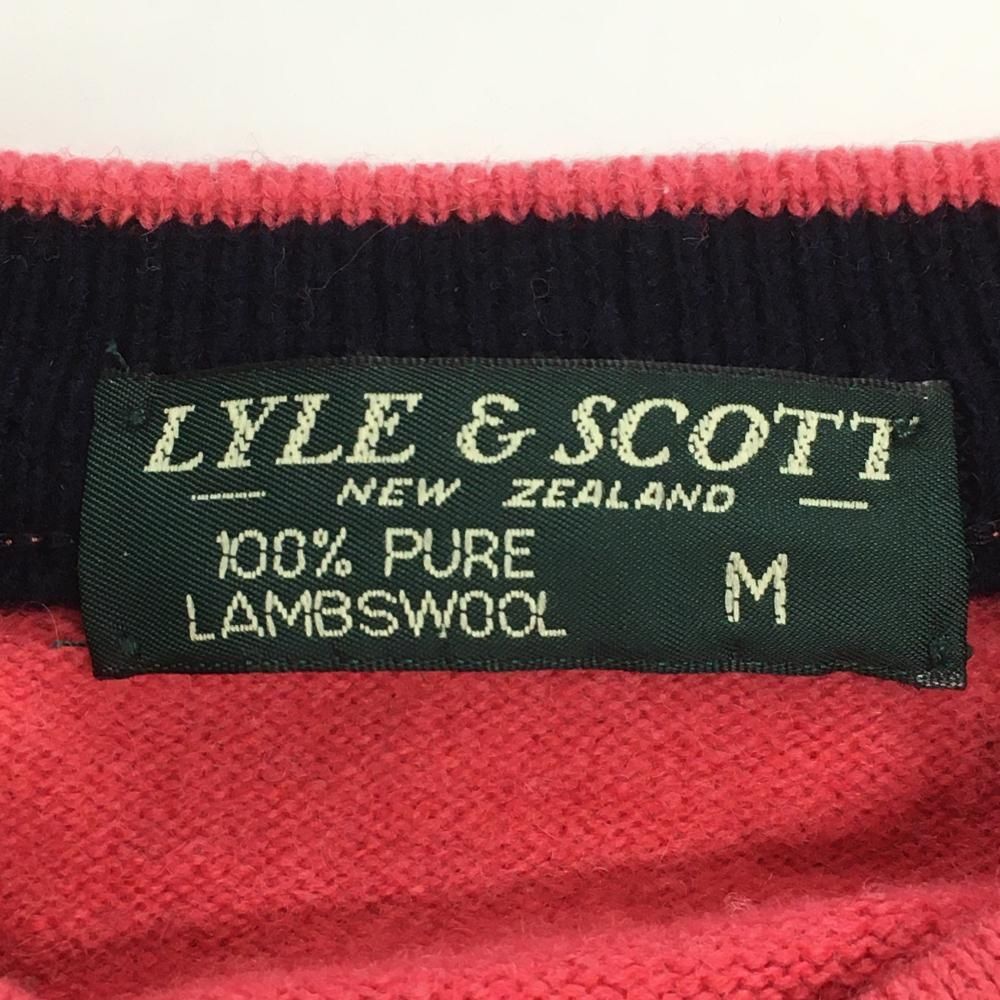 LYLE & SCOTT
NEW ZEALAND
100% PURE
LAMBSWOOL
M